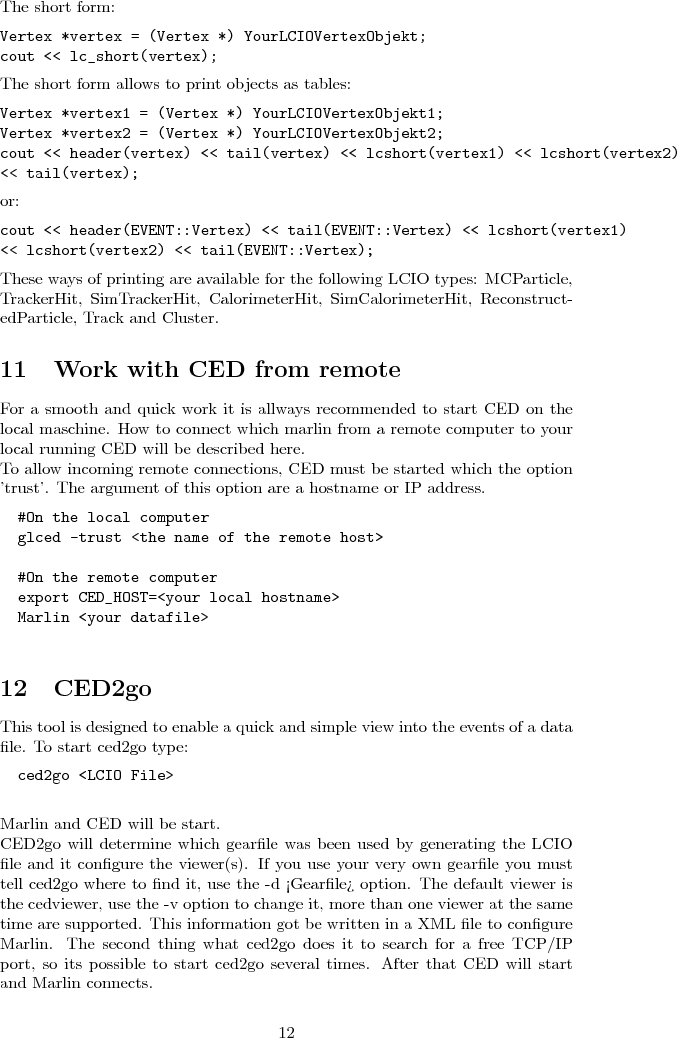 The short form:
Vertex *vertex = (Vertex *) YourLCIOVertexObjekt;
cout << lc_short(vertex);
The short form allows to print objects as tables:
Vertex *vertex1 = (Vertex *) YourLCIOVertexObjekt1;
Vertex *vertex2 = (Vertex *) YourLCIOVertexObjekt2;
cout << header(vertex) << tail(vertex) << lcshort(vertex1) << lcshort(vertex2)
<< tail(vertex);
or:
cout << header(EVENT::Vertex) << tail(EVENT::Vertex) << lcshort(vertex1)
<< lcshort(vertex2) << tail(EVENT::Vertex);
These ways of printing are available for the following LCIO types: MCParticle,
TrackerHit, SimTrackerHit, CalorimeterHit, SimCalorimeterHit, Reconstruct-
edParticle, Track and Cluster.
11 Work with CED from remote
For a smooth and quick work it is allways recommended to start CED on the
local maschine. How to connect which marlin from a remote computer to your
local running CED will be described here.
To allow incoming remote connections, CED must be started which the option
'trust'. The argument of this option are a hostname or IP address.
#On the local computer
glced -trust <the name of the remote host>
#On the remote computer
export CED_HOST=<your local hostname>
Marlin <your datafile>
12 CED2go
This tool is designed to enable a quick and simple view into the events of a data
file. To start ced2go type:
ced2go <LCIO File>
Marlin and CED will be start.
CED2go will determine which gearfile was been used by generating the LCIO
file and it configure the viewer(s). If you use your very own gearfile you must
tell ced2go where to find it, use the -d ¡Gearfile¿ option. The default viewer is
the cedviewer, use the -v option to change it, more than one viewer at the same
time are supported. This information got be written in a XML file to configure
Marlin. The second thing what ced2go does it to search for a free TCP/IP
port, so its possible to start ced2go several times. After that CED will start
and Marlin connects.
12